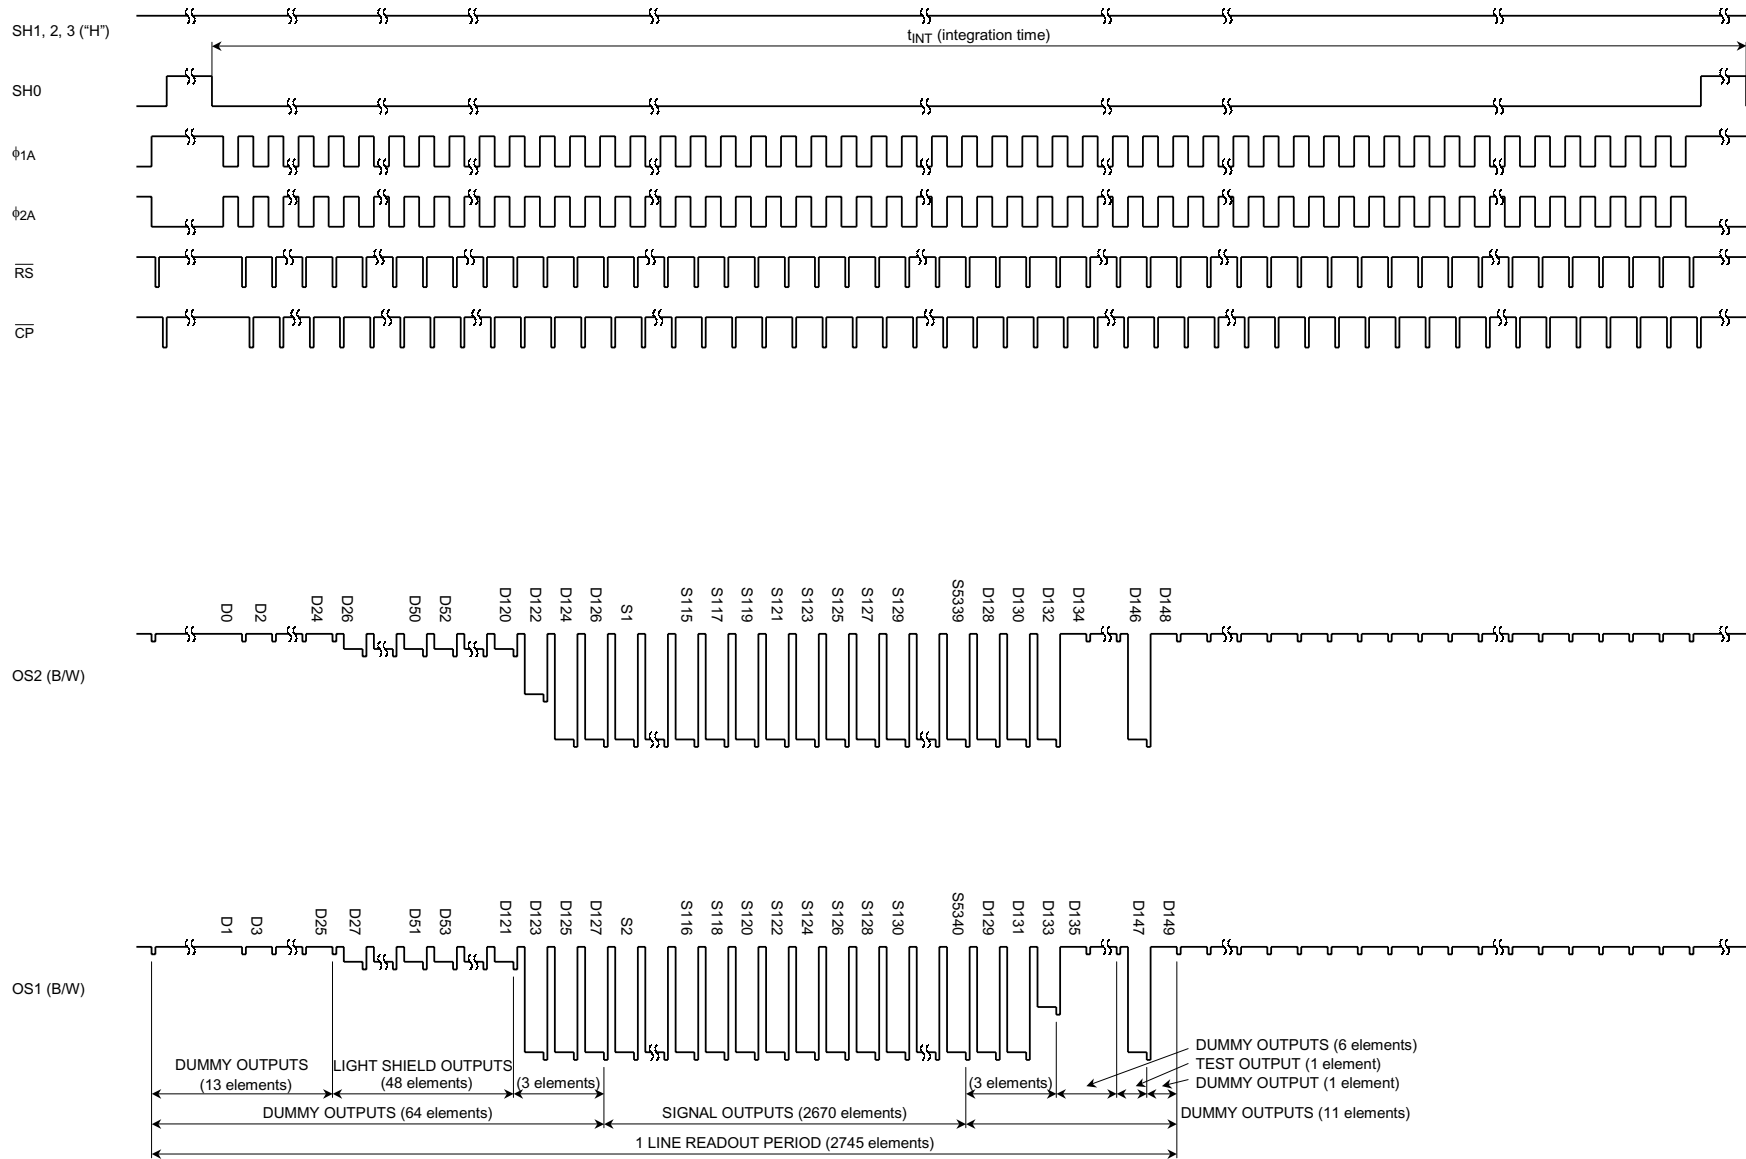 SH1, 2, 3 (“H”)
tINT (integration time)
SH0
ϕ1A
ϕ2A
RS
CP
D0 D2 D24 D26 D50 D52 D120 D122 D124 D126 S1 S115 S117 S119 S121 S123 S125 S127 S129 S5339 D128 D130 D132 D134 D146 D148
OS2 (B/W)
D1 D3 D25 D27 D51 D53 D121 D123 D125 D127 S2 S116 S118 S120 S122 S124 S126 S128 S130 S5340 D129 D131 D133 D135 D147 D149
OS1 (B/W)
DUMMY OUTPUTS
(13 elements)
LIGHT SHIELD OUTPUTS
(48 elements)
(3 elements)
(3 elements)
DUMMY OUTPUTS (6 elements)
TEST OUTPUT (1 element)
DUMMY OUTPUT (1 element)
DUMMY OUTPUTS (64 elements)
SIGNAL OUTPUTS (2670 elements)
DUMMY OUTPUTS (11 elements)
1 LINE READOUT PERIOD (2745 elements)